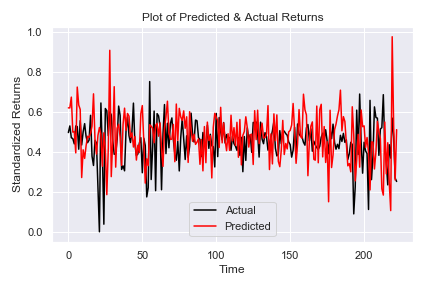 Plot of Predicted & Actual Returns
Standardized Returns
1.0
0.8
0.6
0.4
0.2
0.0
0 50 100 150 200
Time
Actual
Predicted